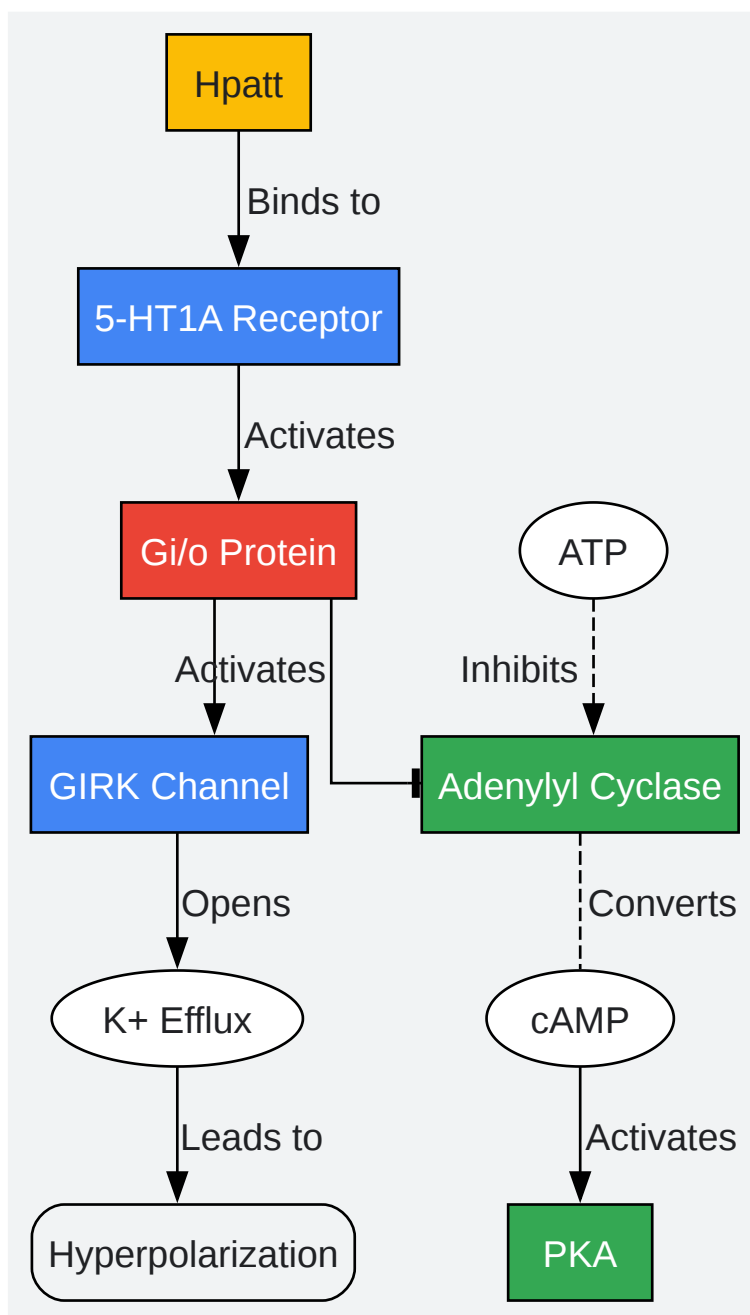 Hpatt
Binds to
5-HT1A Receptor
Activates
Gi/o Protein
ATP
Activates
Inhibits
GIRK Channel
Adenylyl Cyclase
Opens
Converts
K+ Efflux
cAMP
Leads to
Activates
Hyperpolarization
PKA